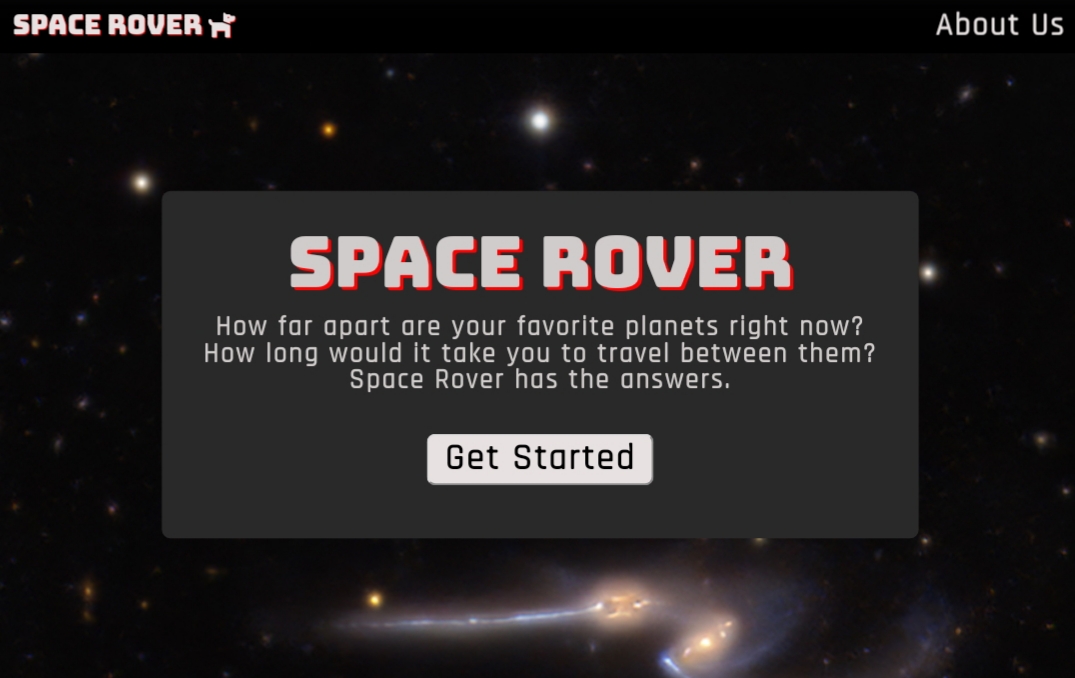 SPACE ROVER
About Us
SPACE ROVER
How far apart are your favorite planets right now?
How long would it take you to travel between them?
Space Rover has the answers.
Get Started